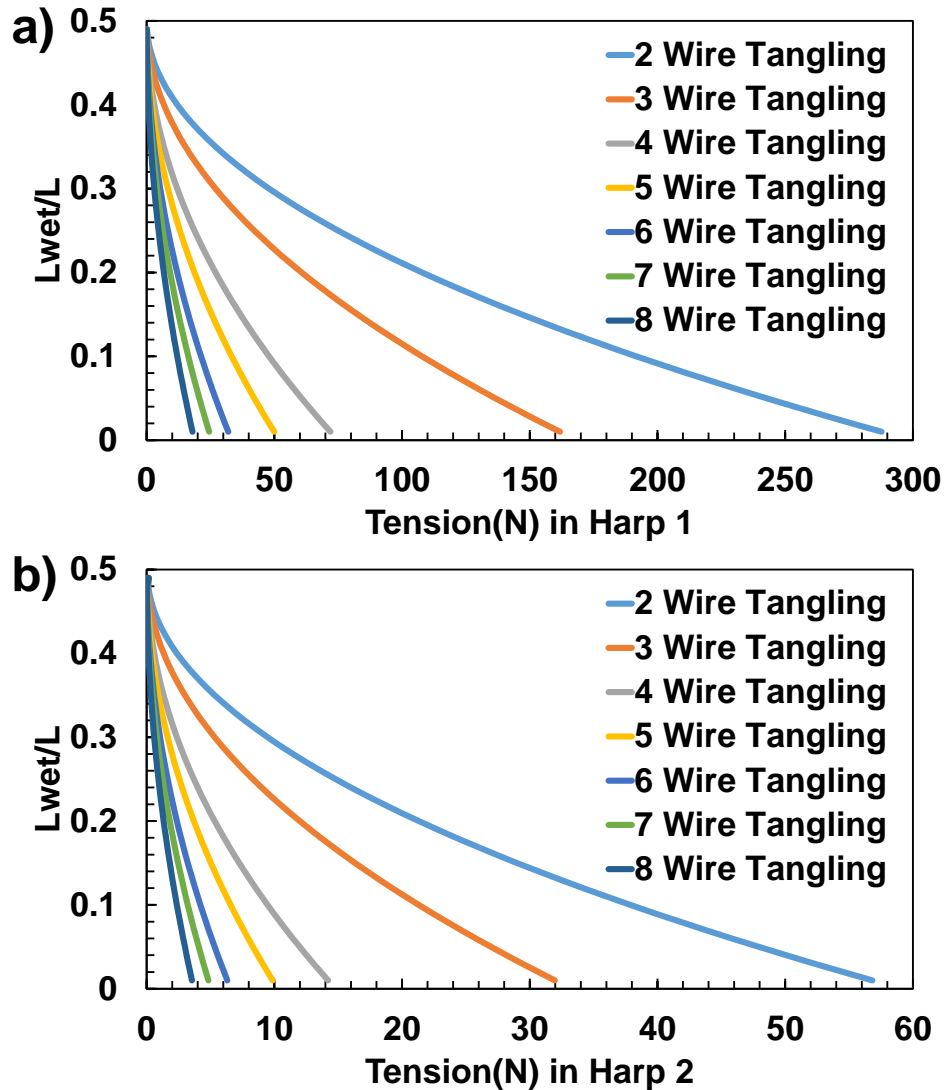 a)
0.5
0.4
0.3
0.2
0.1
0
Lwet/L
2 Wire Tangling
3 Wire Tangling
4 Wire Tangling
5 Wire Tangling
6 Wire Tangling
7 Wire Tangling
8 Wire Tangling
0 50 100 150 200 250 300
Tension(N) in Harp 1
b)
0.5
0.4
0.3
0.2
0.1
0
Lwet/L
2 Wire Tangling
3 Wire Tangling
4 Wire Tangling
5 Wire Tangling
6 Wire Tangling
7 Wire Tangling
8 Wire Tangling
0 10 20 30 40 50 60
Tension(N) in Harp 2